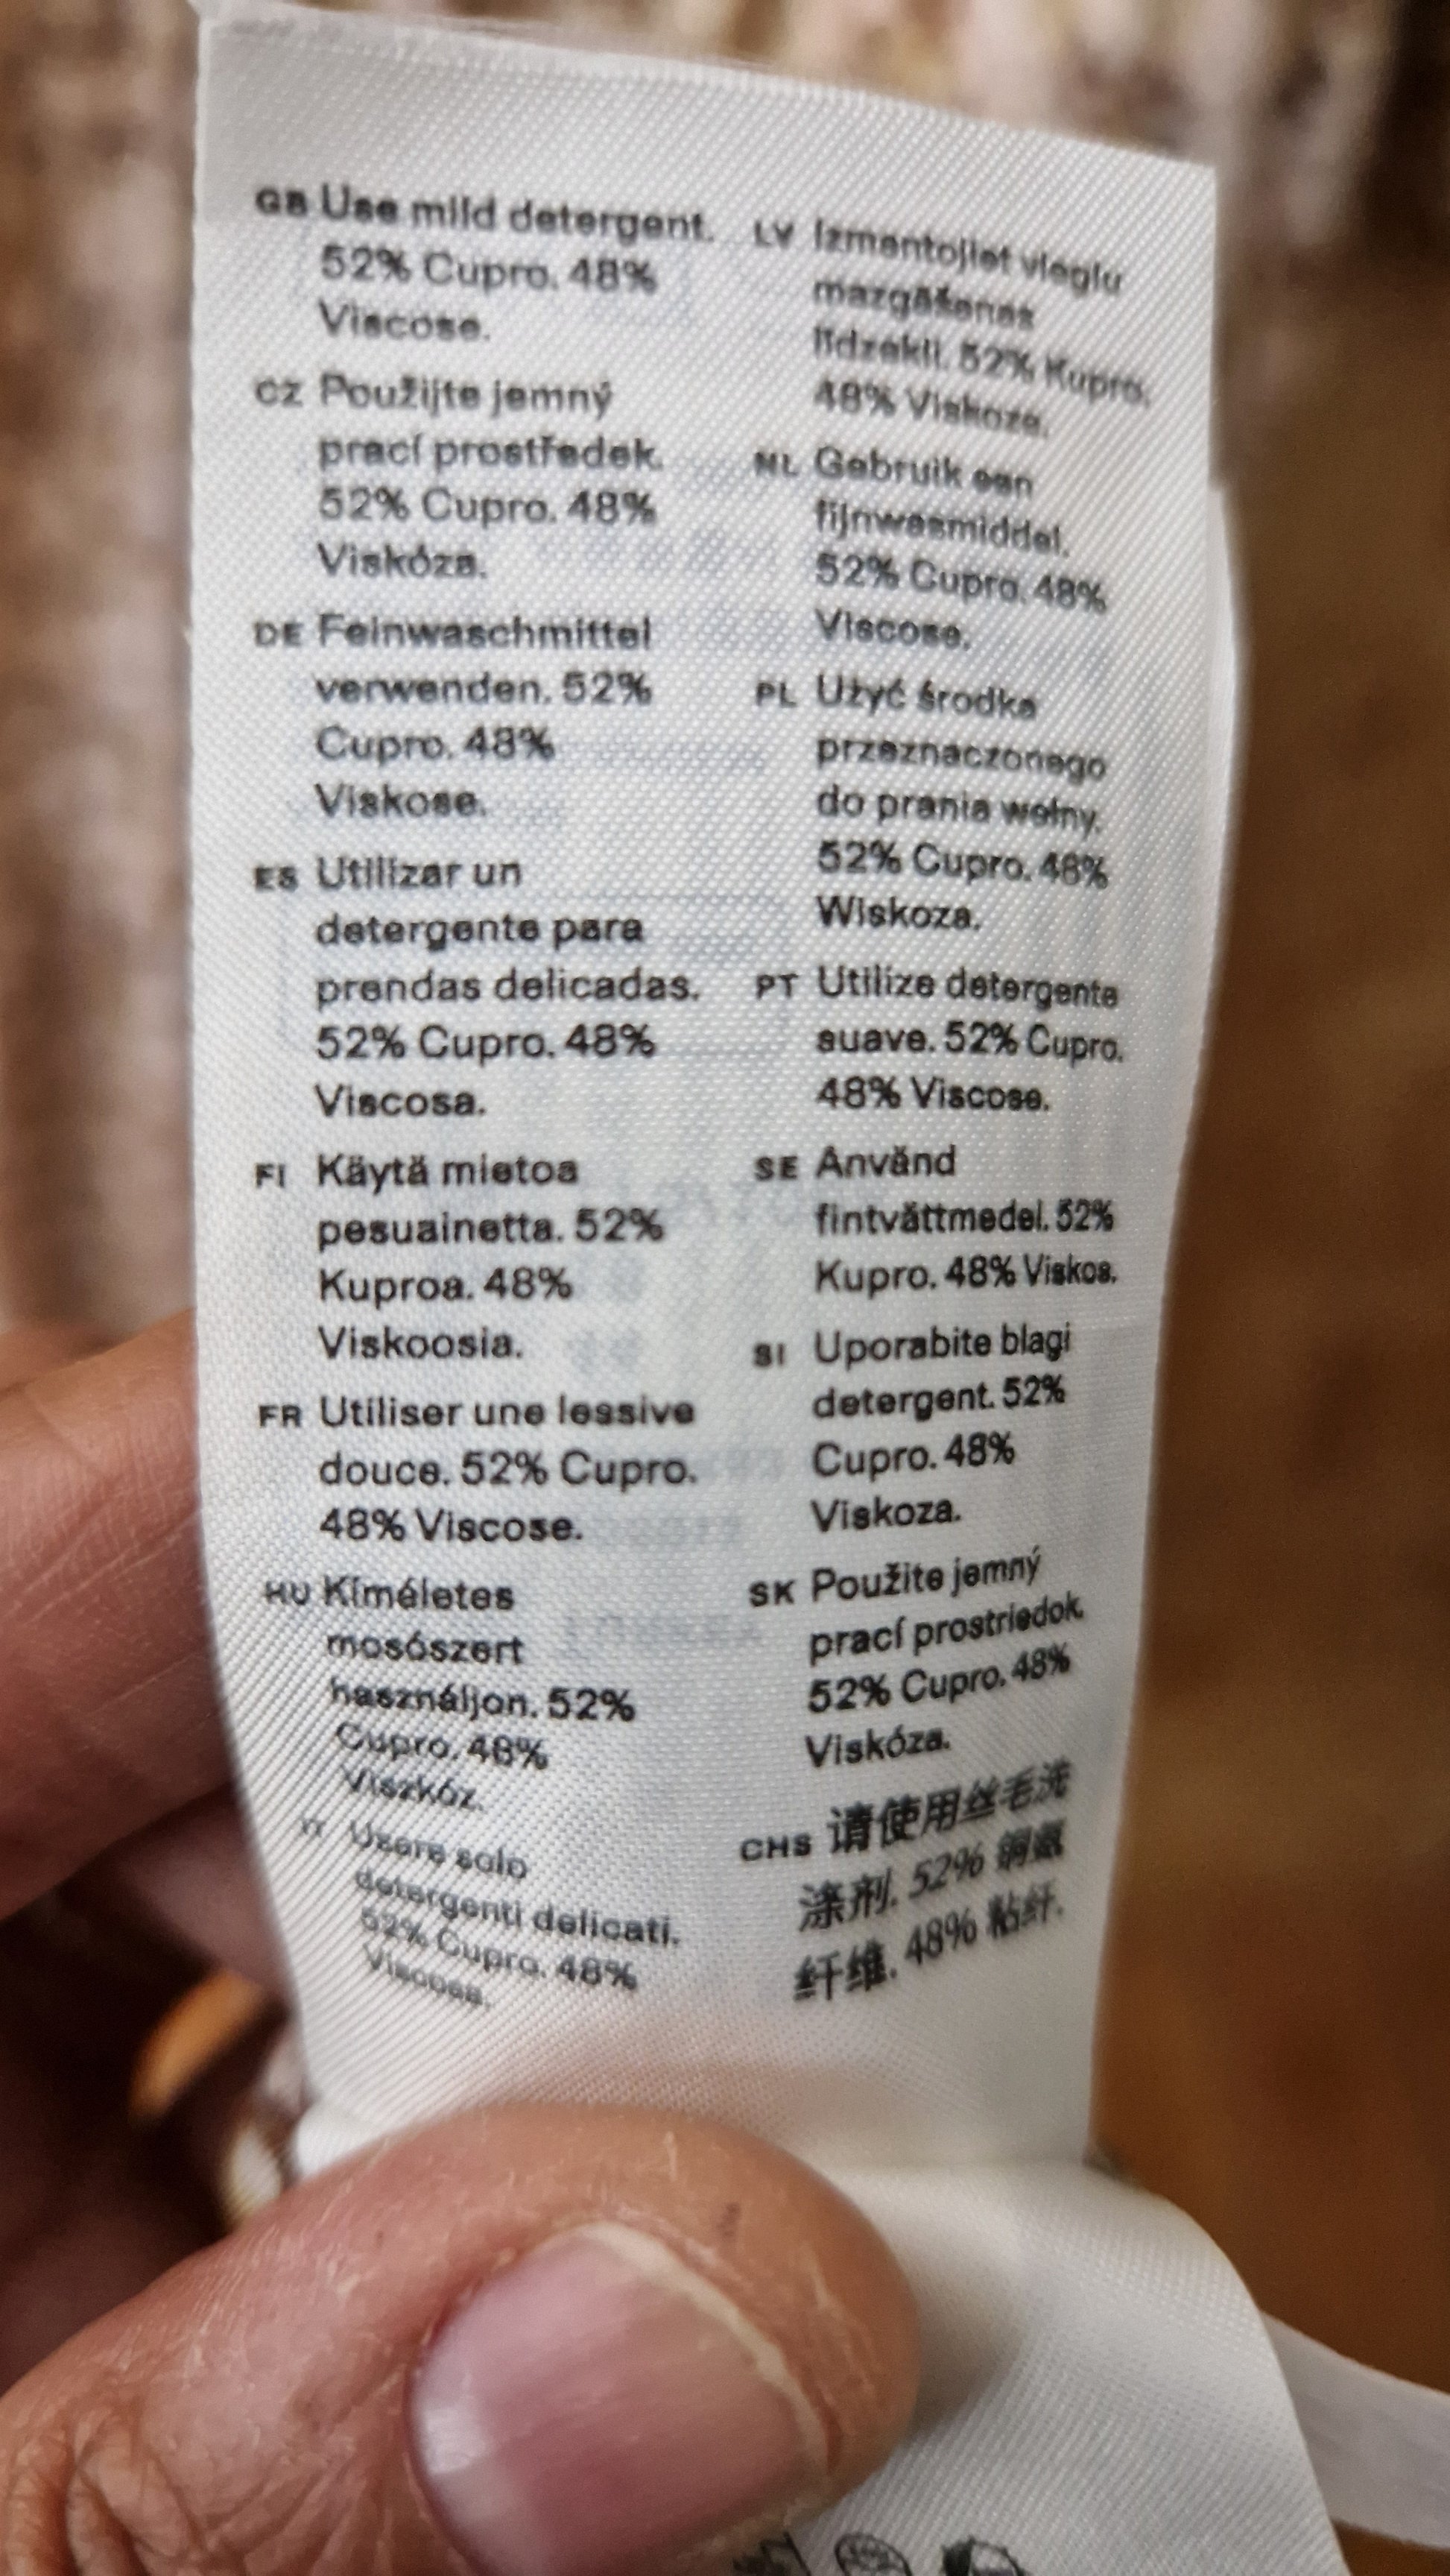 GB Use mild detergent.
52% Cupro. 48%
Viscose.
CZ Použijte jemný
prací prostředek.
52% Cupro. 48%
Viskóza.
DE Feinwaschmittel
verwenden. 52%
Cupro. 48%
Viskose.
ES Utilizar un
detergente para
prendas delicadas.
52% Cupro. 48%
Viscosa.
FI Käytä mietoa
pesuainetta. 52%
Kuproa. 48%
Viskoosia.
FR Utiliser une lessive
douce. 52% Cupro.
48% Viscose.
HU Kíméletes
mosószert
használjon. 52%
Cupro. 48%
Viszkóz.
IT Usare solo
detergenti delicati.
52% Cupro. 48%
Viscosa.
LV Izmantojiet vieglu
mazgāšanas
līdzekli. 52% Kupro.
48% Viskoze.
NL Gebruik een
fijnwasmiddel.
52% Cupro. 48%
Viscose.
PL Użyć środka
przeznaczonego
do prania wełny.
52% Cupro. 48%
Wiskoza.
PT Utilize detergente
suave. 52% Cupro.
48% Viscose.
SE Använd
fintvättmedel. 52%
Kupro. 48% Viskos.
SI Uporabite blagi
detergent. 52%
Cupro. 48%
Viskoza.
SK Použite jemný
prací prostriedok.
52% Cupro. 48%
Viskóza.
CHS 请使用丝毛洗
涤剂. 52% 铜氨
纤维. 48% 粘纤.